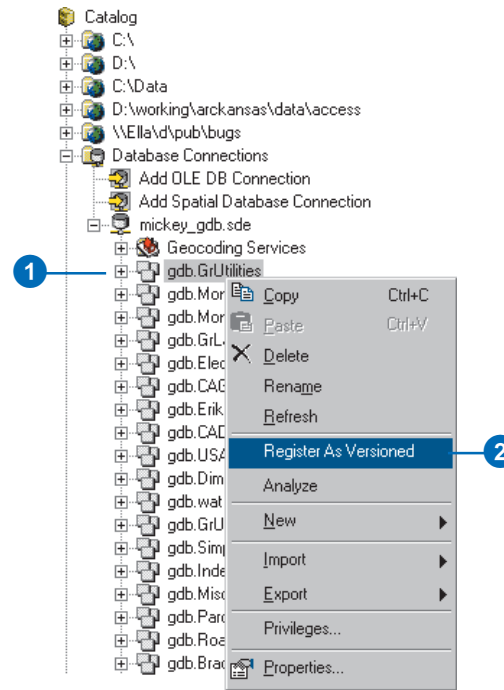 Catalog
C:\
D:\
C:\Data
D:\working\arckansas\data\access
\\Ella\d\pub\bugs
Database Connections
Add OLE DB Connection
Add Spatial Database Connection
mickey_gdb.sde
Geocoding Services
1 gdb.GrUtilities
gdb.Mor
gdb.Mor
gdb.GrL
gdb.Elec
gdb.CAG
gdb.Erik
gdb.CAD
gdb.USA
gdb.Dim
gdb.wat
gdb.GrU
gdb.Sim
gdb.Inde
gdb.Misc
gdb.Parc
gdb.Roa
gdb.Brac
Copy Ctrl+C
Paste Ctrl+V
Delete
Rename
Refresh
Register As Versioned 2
Analyze
New
Import
Export
Privileges...
Properties...